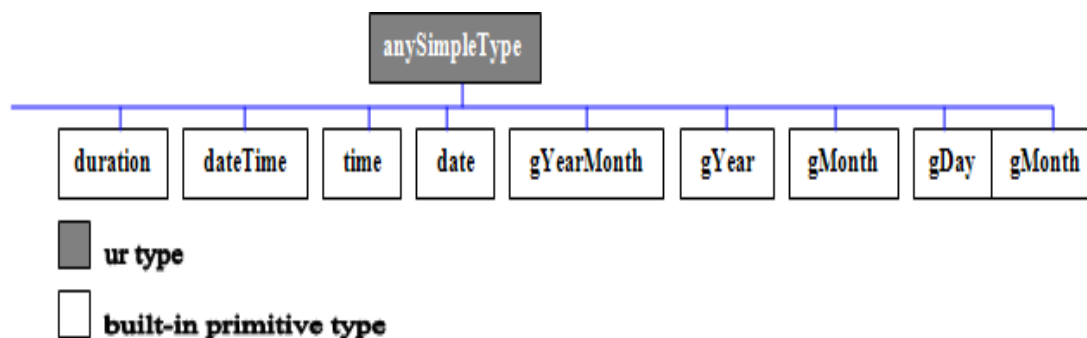 anySimpleType
duration dateTime time date gYearMonth gYear gMonth gDay gMonth
ur type
built-in primitive type